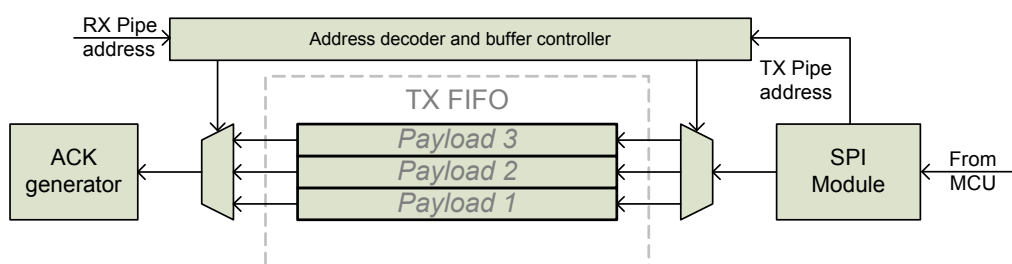 RX Pipe
address
Address decoder and buffer controller
TX Pipe
address
TX FIFO
Payload 3
Payload 2
Payload 1
ACK
generator
SPI
Module
From
MCU